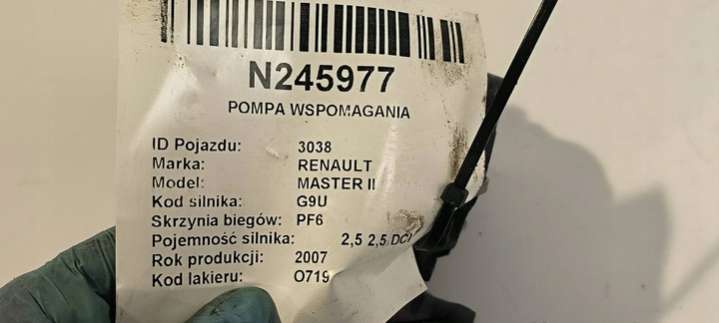 N245977
POMPA WSPOMAGANIA
ID Pojazdu: 3038
Marka: RENAULT
Model: MASTER II
Kod silnika: G9U
Skrzynia biegów: PF6
Pojemność silnika: 2,5 2,5 DCI
Rok produkcji: 2007
Kod lakieru: O719